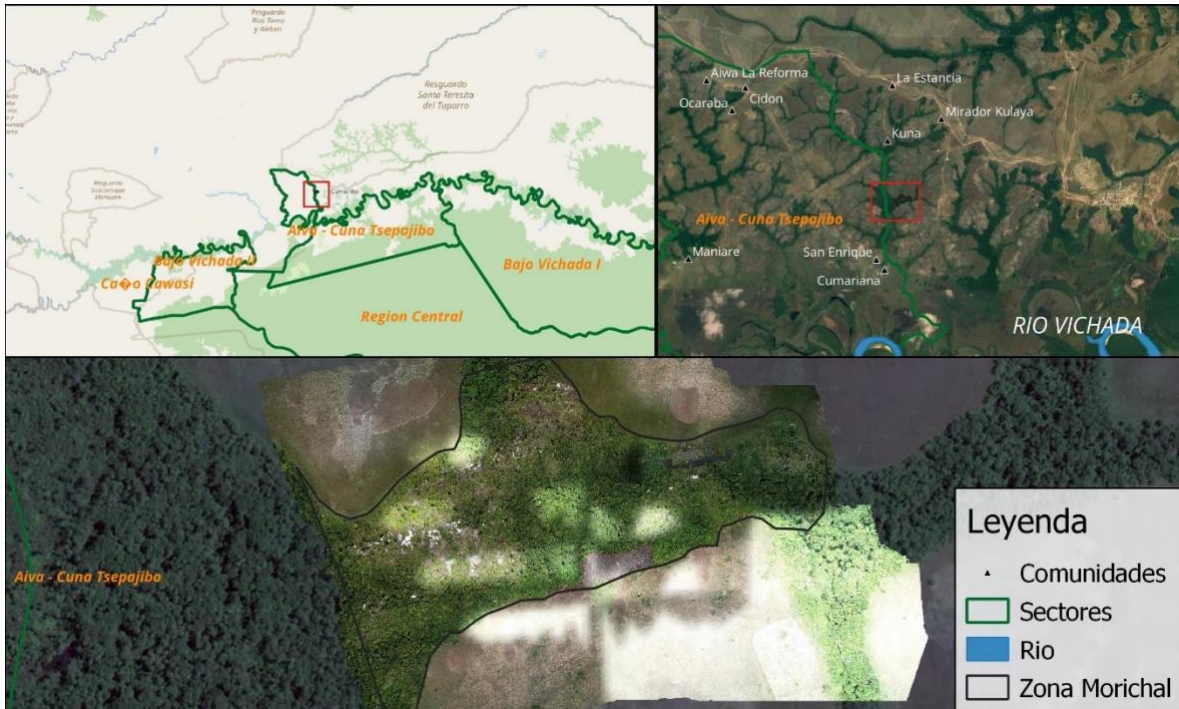 Resguardo
Santa Teresita
del Tuparro
Aiva - Cuna Tsepajibo
Bajo Vichada II
Ca�o Cawasi
Bajo Vichada I
Region Central
Aiwa La Reforma
Cidon
Ocaraba
La Estancia
Mirador Kulaya
Kuna
Aiva - Cuna Tsepajibo
Maniare
San Enrique
Cumariana
RIO VICHADA
Aiva - Cuna Tsepajibo
Leyenda
Comunidades
Sectores
Rio
Zona Morichal